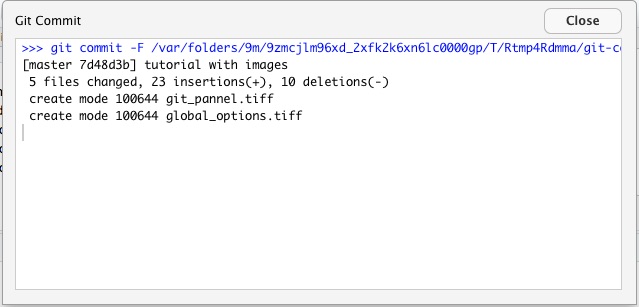 Git Commit
Close
>>> git commit -F /var/folders/9m/9zmcjlm96xd_2xfk2k6xn6lc0000gp/T/Rtmp4Rdmma/git-c
[master 7d48d3b] tutorial with images
5 files changed, 23 insertions(+), 10 deletions(-)
create mode 100644 git_pannel.tiff
create mode 100644 global_options.tiff